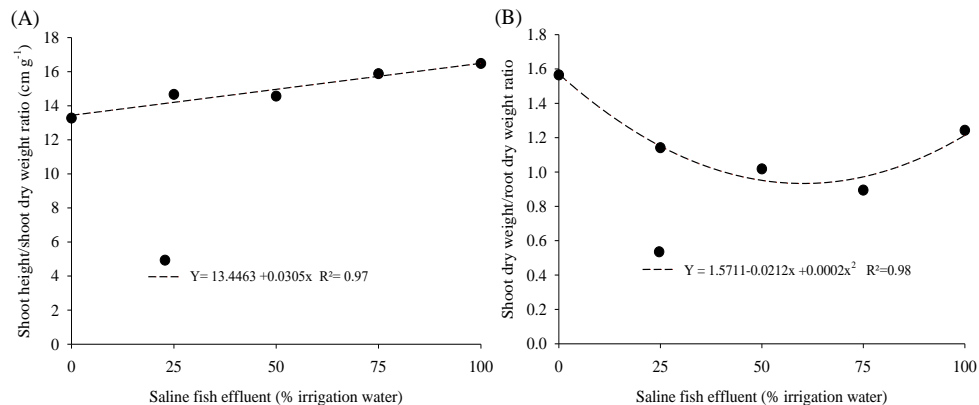 (A)
Shoot height/shoot dry weight ratio (cm g-1)
18
16
14
12
10
8
6
4
2
0
Y= 13.4463 +0.0305x R²= 0.97
0 25 50 75 100
Saline fish effluent (% irrigation water)
(B)
Shoot dry weight/root dry weight ratio
1.8
1.6
1.4
1.2
1.0
0.8
0.6
0.4
0.2
0.0
Y = 1.5711-0.0212x +0.0002x² R²=0.98
0 25 50 75 100
Saline fish effluent (% irrigation water)